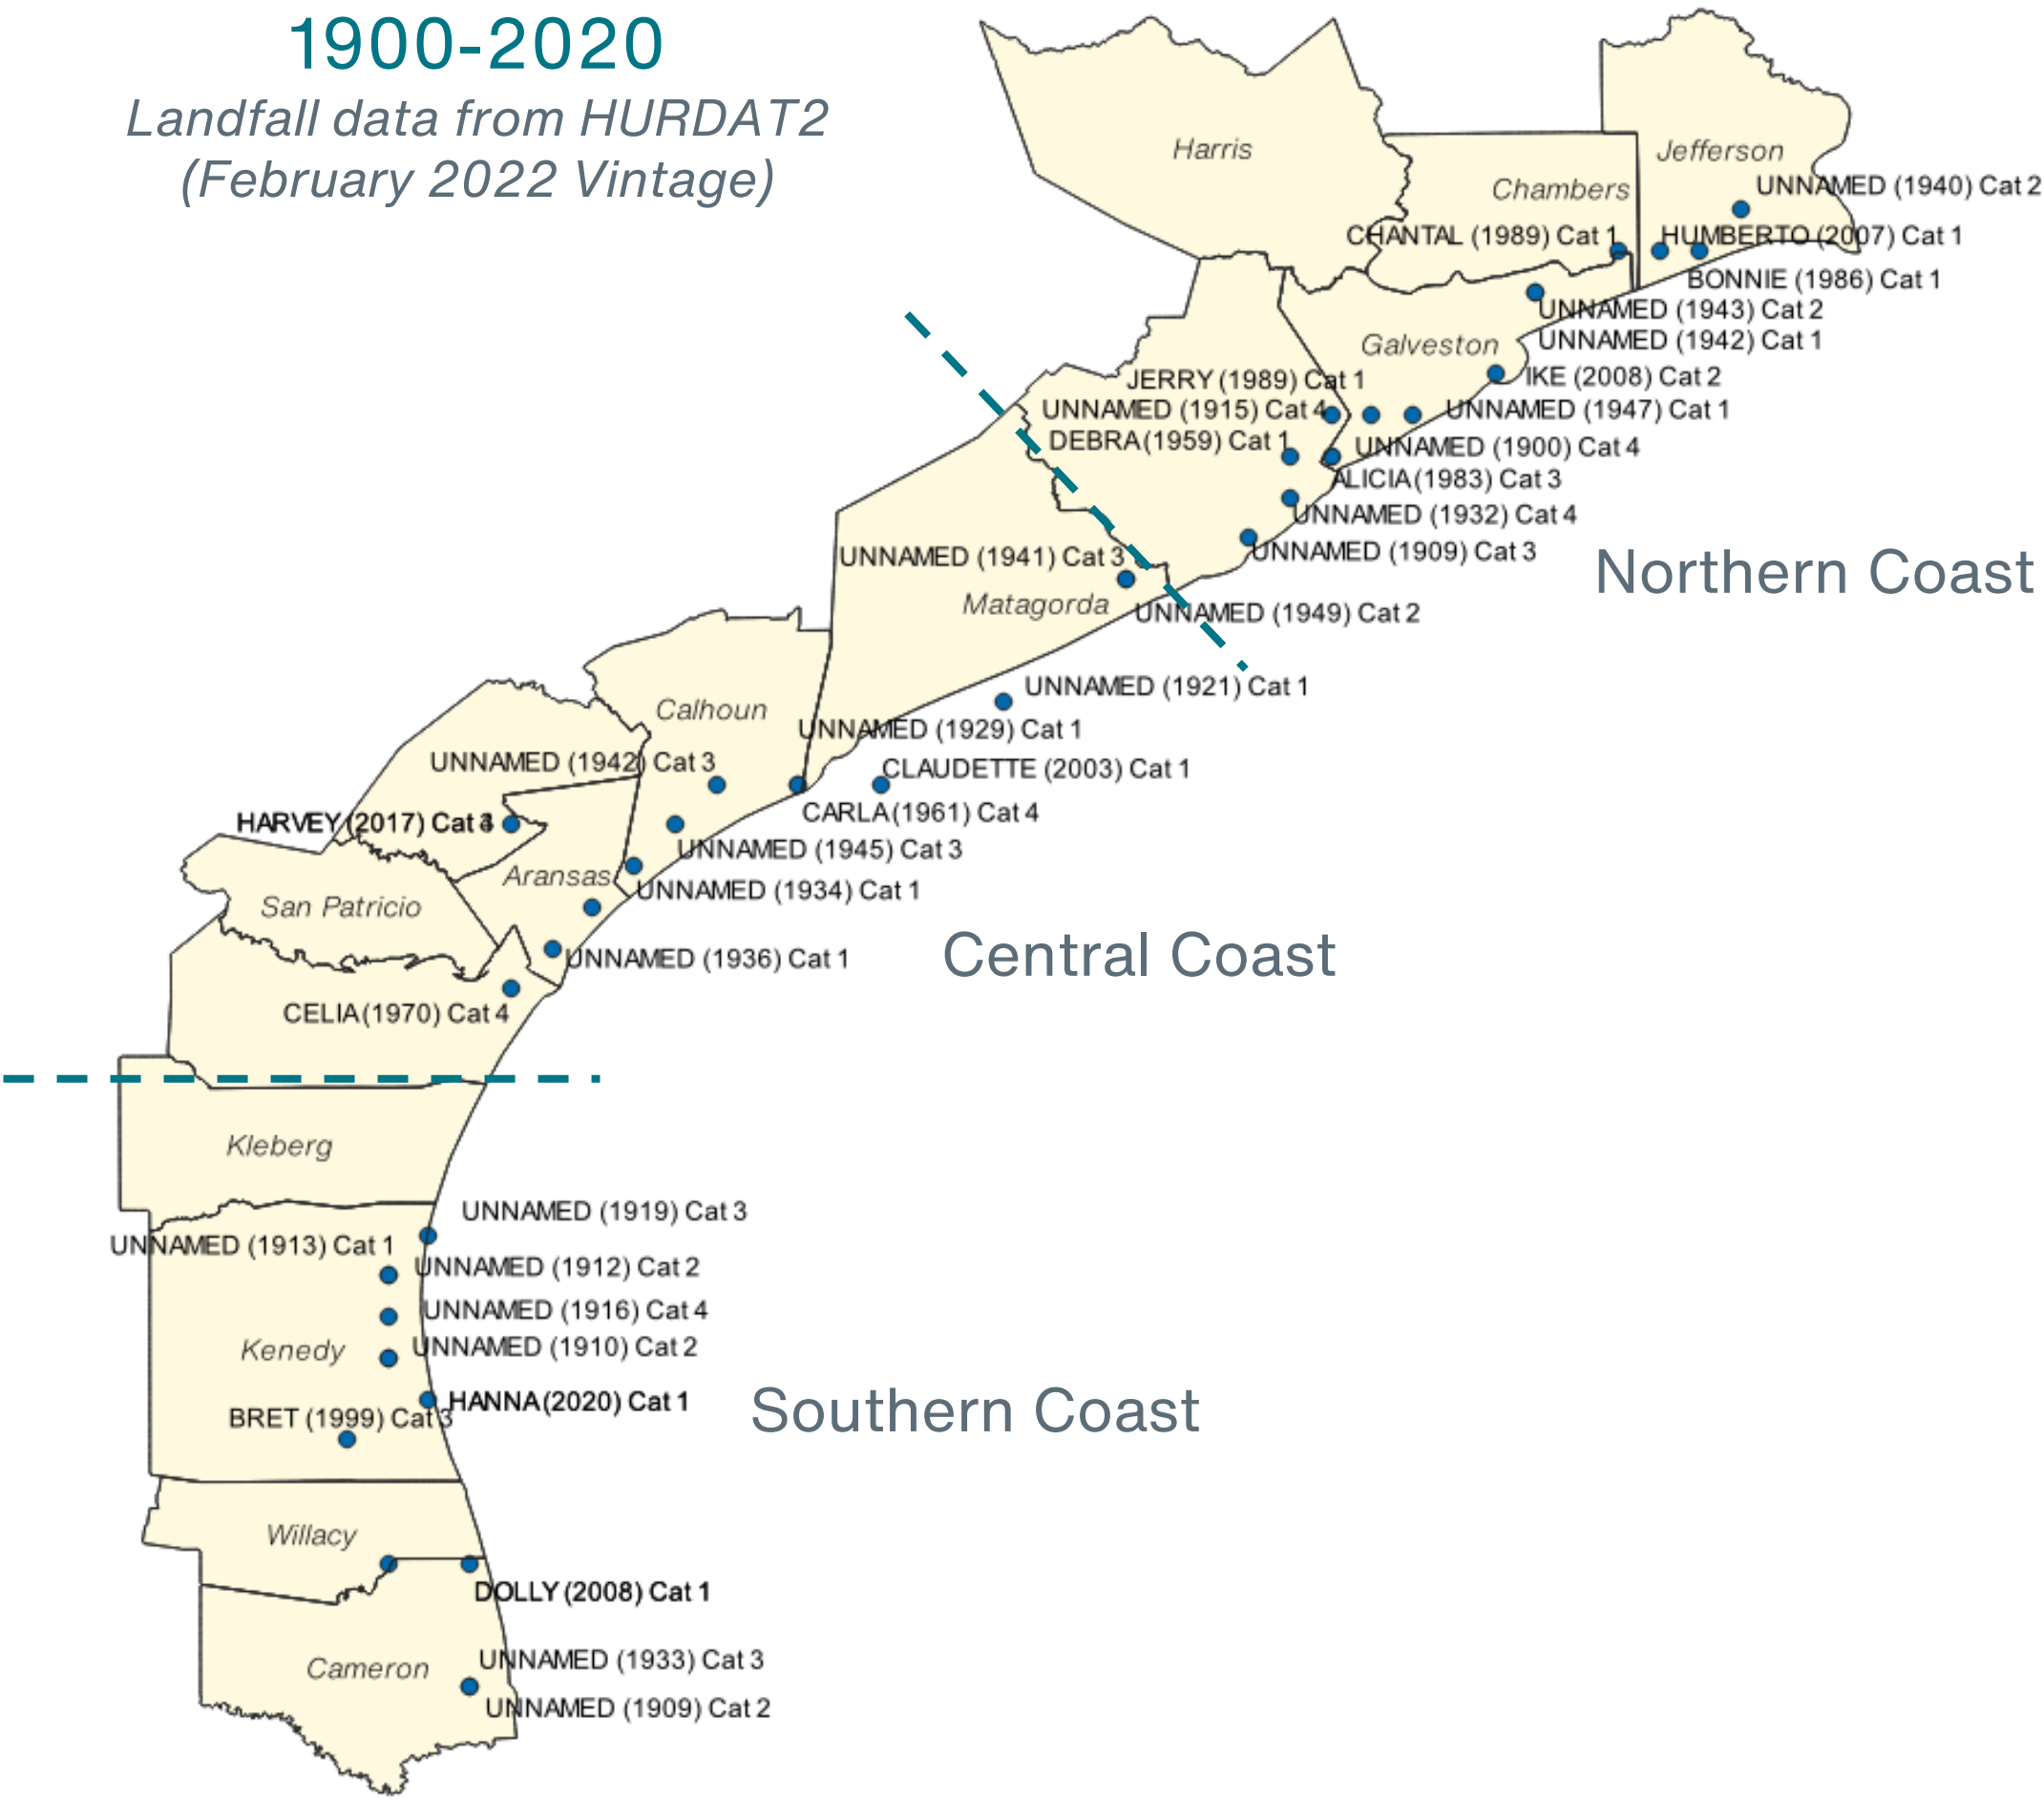 1900-2020
Landfall data from HURDAT2
(February 2022 Vintage)
Harris
Jefferson
Chambers
UNNAMED (1940) Cat 2
CHANTAL (1989) Cat 1
HUMBERTO (2007) Cat 1
BONNIE (1986) Cat 1
UNNAMED (1943) Cat 2
UNNAMED (1942) Cat 1
Galveston
IKE (2008) Cat 2
JERRY (1989) Cat 1
UNNAMED (1915) Cat 4
UNNAMED (1947) Cat 1
DEBRA (1959) Cat 1
UNNAMED (1900) Cat 4
ALICIA (1983) Cat 3
UNNAMED (1932) Cat 4
UNNAMED (1909) Cat 3
Northern Coast
UNNAMED (1941) Cat 3
Matagorda
UNNAMED (1949) Cat 2
UNNAMED (1921) Cat 1
Calhoun
UNNAMED (1929) Cat 1
UNNAMED (1942) Cat 3
CLAUDETTE (2003) Cat 1
CARLA (1961) Cat 4
HARVEY (2017) Cat
UNNAMED (1945) Cat 3
Aransas
UNNAMED (1934) Cat 1
San Patricio
UNNAMED (1936) Cat 1
Central Coast
CELIA (1970) Cat 4
Kleberg
UNNAMED (1919) Cat 3
UNNAMED (1913) Cat 1
UNNAMED (1912) Cat 2
UNNAMED (1916) Cat 4
Kenedy
UNNAMED (1910) Cat 2
HANNA (2020) Cat 1
BRET (1999) Cat 3
Southern Coast
Willacy
DOLLY (2008) Cat 1
UNNAMED (1933) Cat 3
Cameron
UNNAMED (1909) Cat 2